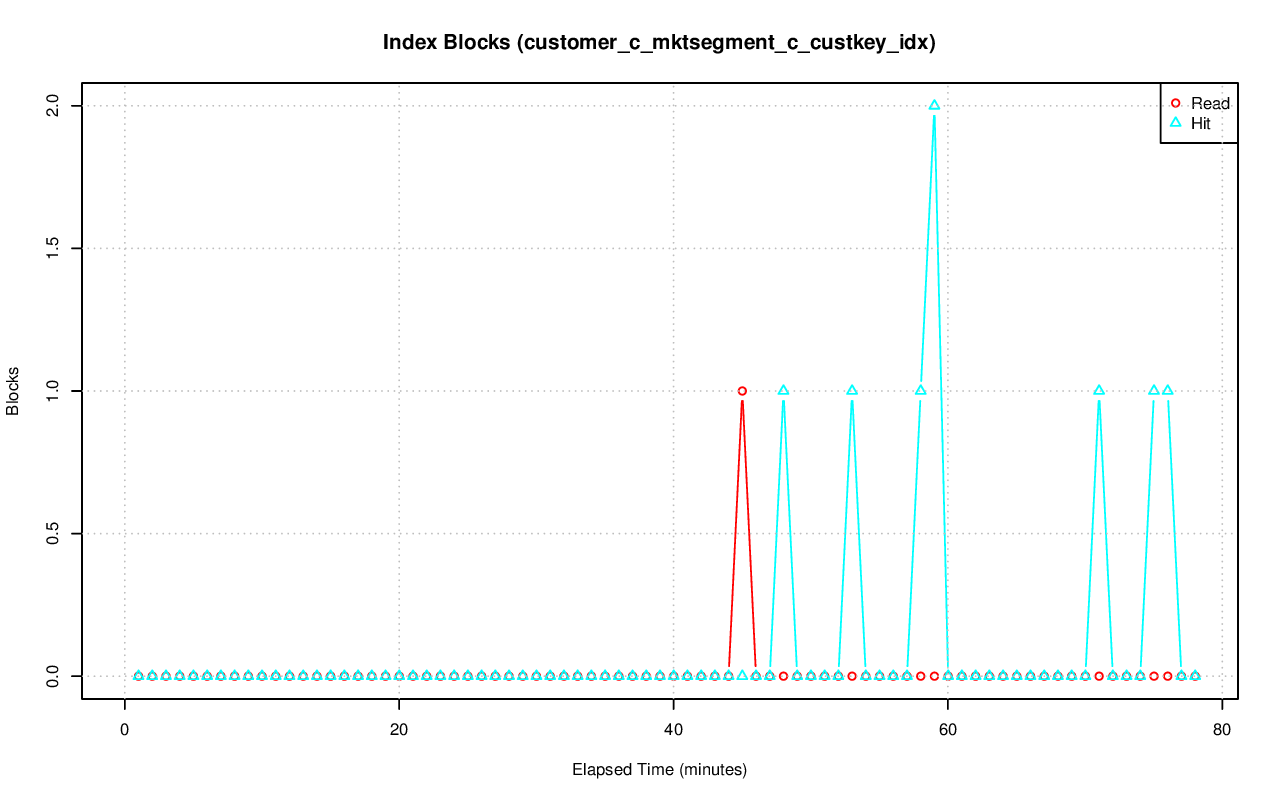 Index Blocks (customer_c_mktsegment_c_custkey_idx)
Read
Hit
2.0
1.5
1.0
0.5
0.0
Blocks
0 20 40 60 80
Elapsed Time (minutes)